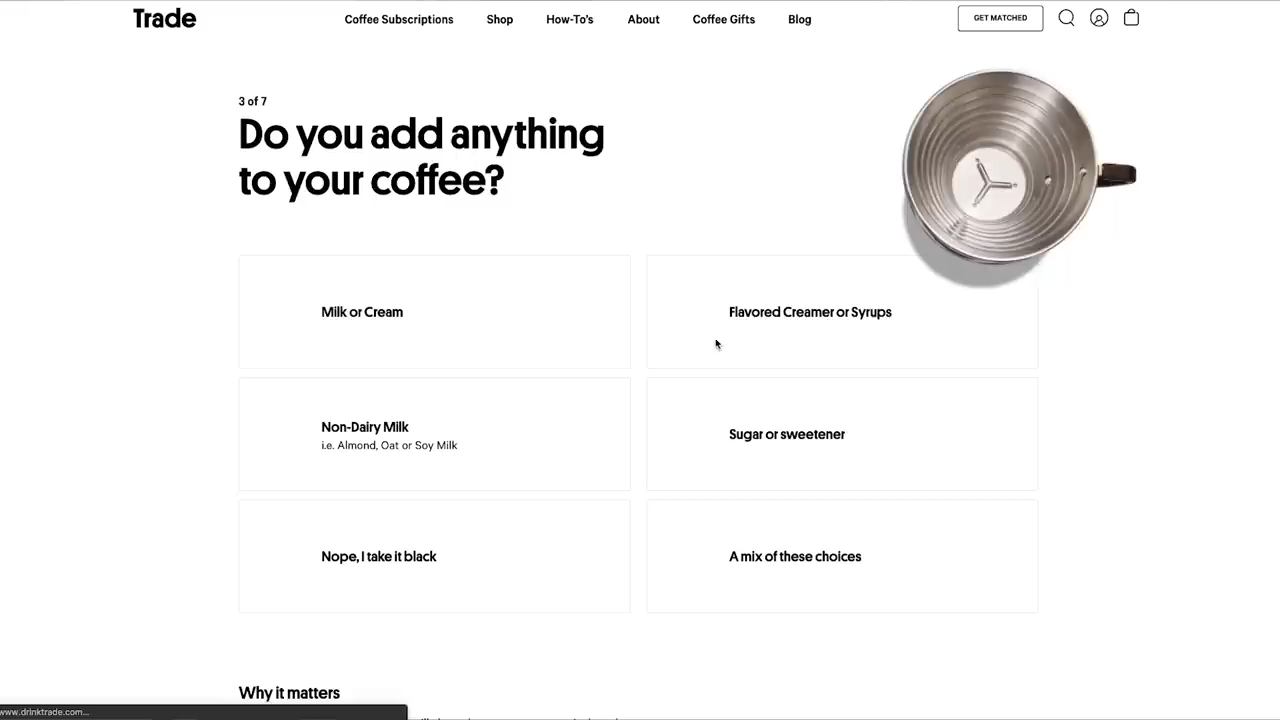 Trade
Coffee Subscriptions
Shop
How-To's
About
Coffee Gifts
Blog
GET MATCHED
3 of 7
Do you add anything
to your coffee?
Milk or Cream
Flavored Creamer or Syrups
Non-Dairy Milk
i.e. Almond, Oat or Soy Milk
Sugar or sweetener
Nope, I take it black
A mix of these choices
Why it matters
www.drinktrade.com...